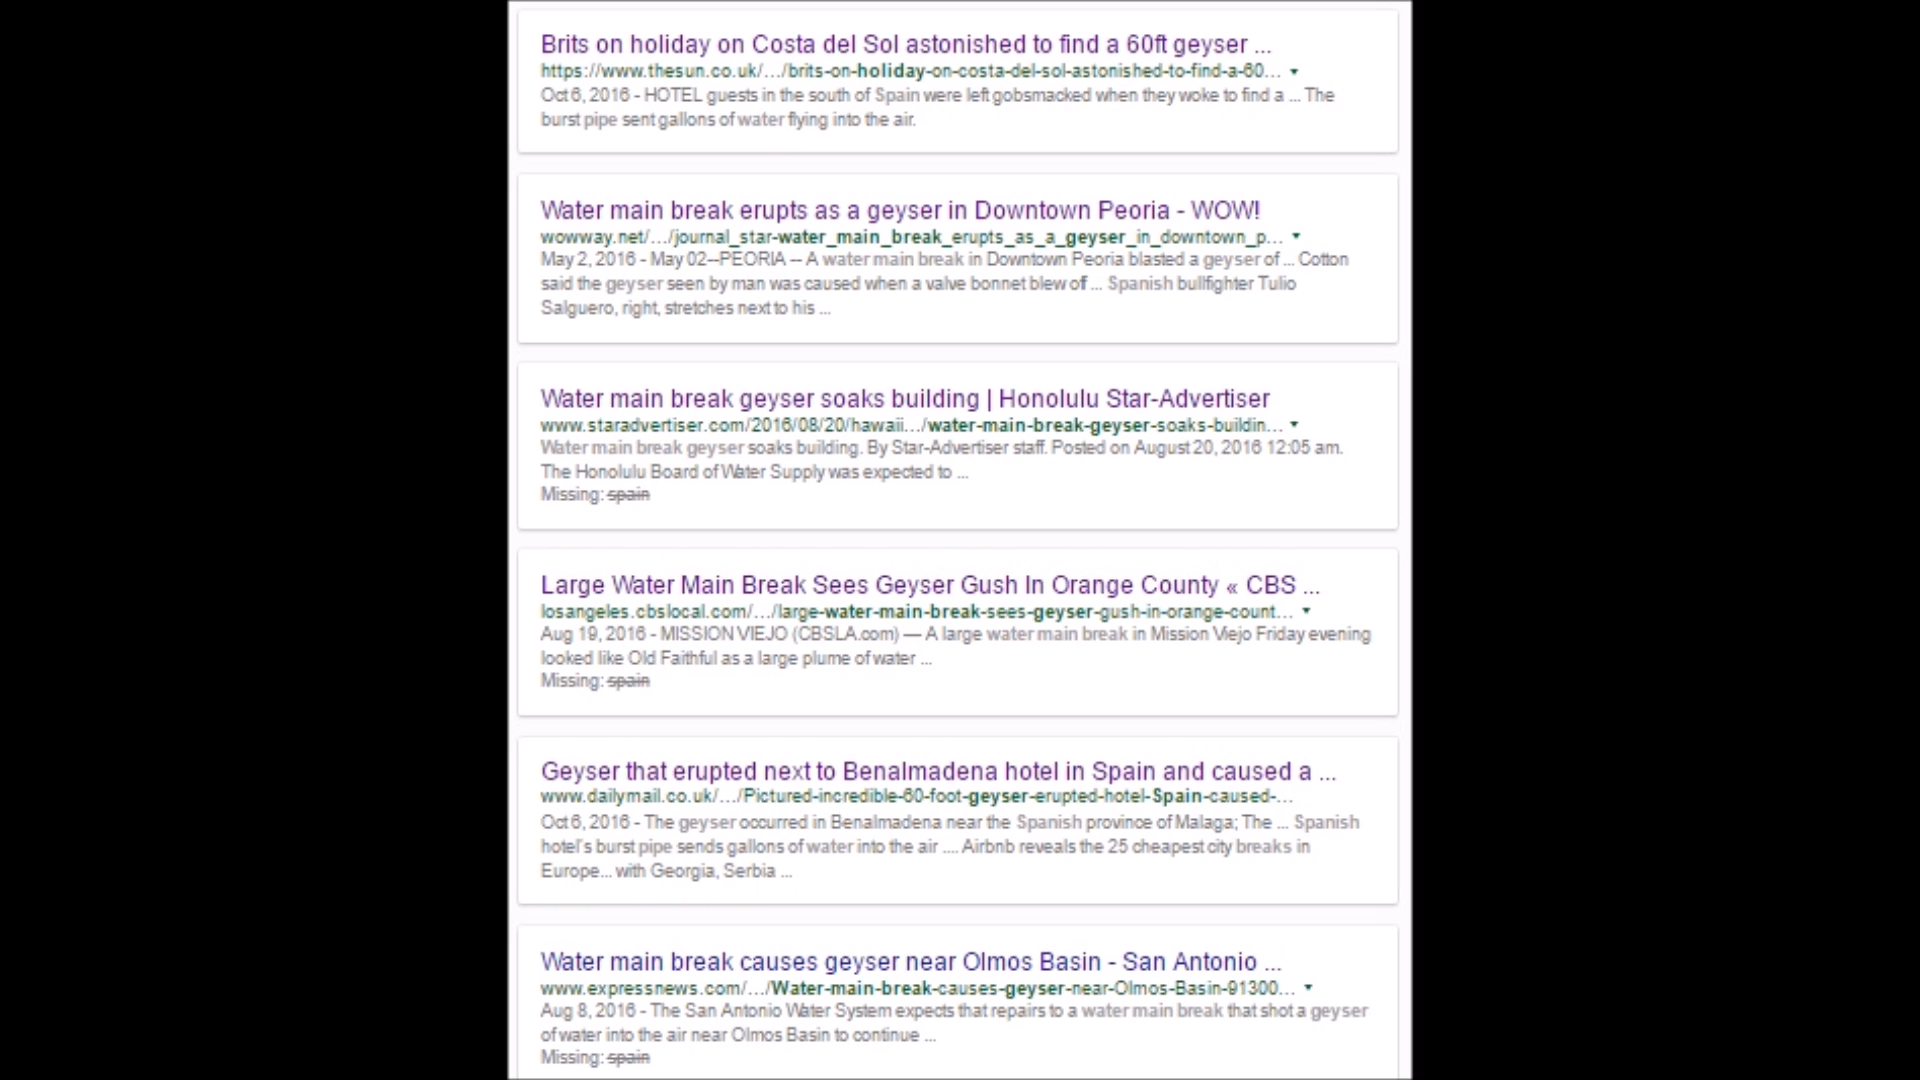 Brits on holiday on Costa del Sol astonished to find a 60ft geyser ...
https://www.thesun.co.uk/.../brits-on-holiday-on-costa-del-sol-astonished-to-find-a-60... ▼
Oct 6, 2016 - HOTEL guests in the south of Spain were left gobsmacked when they woke to find a ... The
burst pipe sent gallons of water flying into the air.
Water main break erupts as a geyser in Downtown Peoria - WOW!
wowway.net/.../journal_star-water_main_break_erupts_as_a_geyser_in_downtown_p... ▼
May 2, 2016 - May 02--PEORIA -- A water main break in Downtown Peoria blasted a geyser of ... Cotton
said the geyser seen by man was caused when a valve bonnet blew off ... Spanish bullfighter Tulio
Salguero, right, stretches next to his ...
Water main break geyser soaks building | Honolulu Star-Advertiser
www.staradvertiser.com/2016/08/20/hawaii.../water-main-break-geyser-soaks-buildin... ▼
Water main break geyser soaks building. By Star-Advertiser staff. Posted on August 20, 2016 12:05 am.
The Honolulu Board of Water Supply was expected to ...
Missing: spain
Large Water Main Break Sees Geyser Gush In Orange County « CBS ...
losangeles.cbslocal.com/.../large-water-main-break-sees-geyser-gush-in-orange-count... ▼
Aug 19, 2016 - MISSION VIEJO (CBSLA.com) — A large water main break in Mission Viejo Friday evening
looked like Old Faithful as a large plume of water ...
Missing: spain
Geyser that erupted next to Benalmadena hotel in Spain and caused a ...
www.dailymail.co.uk/.../Pictured-incredible-60-foot-geyser-erupted-hotel-Spain-caused-...
Oct 6, 2016 - The geyser occurred in Benalmadena near the Spanish province of Malaga; The ... Spanish
hotel's burst pipe sends gallons of water into the air .... Airbnb reveals the 25 cheapest city breaks in
Europe... with Georgia, Serbia ...
Water main break causes geyser near Olmos Basin - San Antonio ...
www.expressnews.com/.../Water-main-break-causes-geyser-near-Olmos-Basin-91300... ▼
Aug 8, 2016 - The San Antonio Water System expects that repairs to a water main break that shot a geyser
of water into the air near Olmos Basin to continue ...
Missing: spain